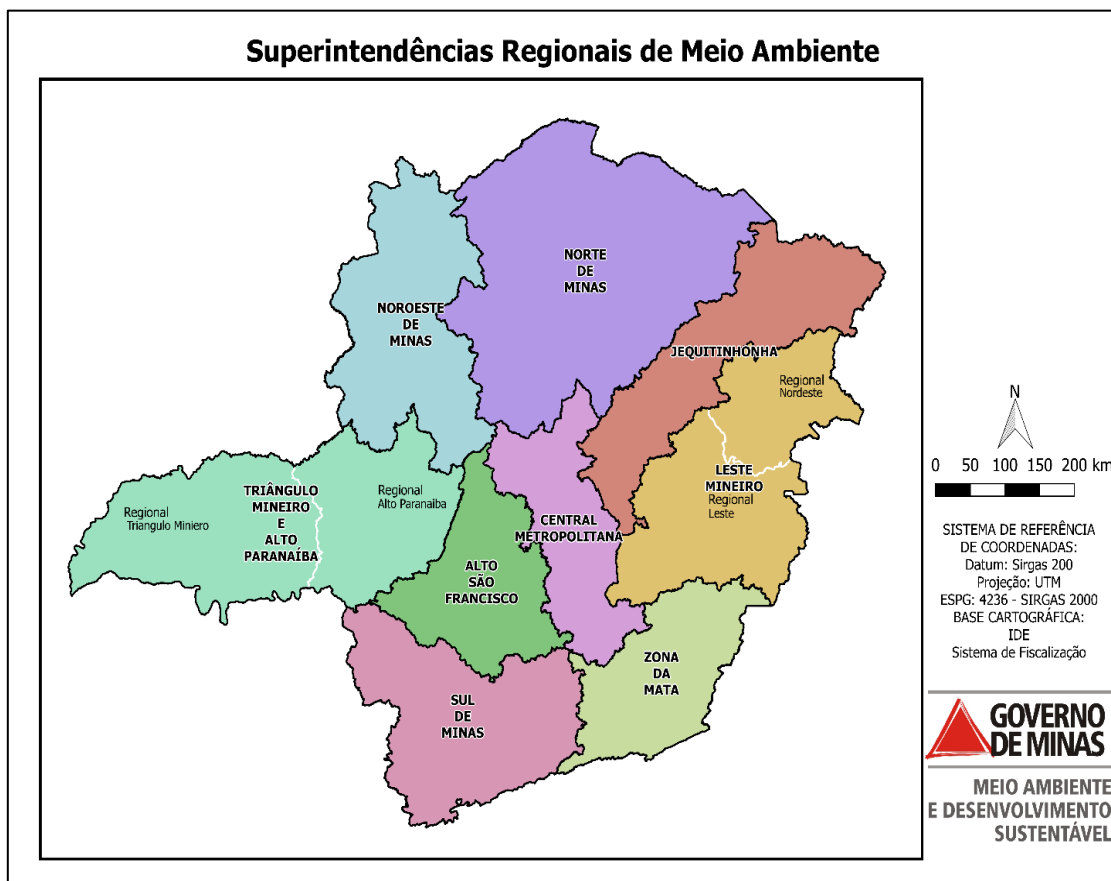 Superintendências Regionais de Meio Ambiente
NORTE
DE
MINAS
NOROESTE
DE
MINAS
JEQUITINHONHA
Regional
Nordeste
LESTE
MINEIRO
Regional
Leste
TRIÂNGULO
MINEIRO
E
ALTO
PARANAÍBA
Regional
Triangulo Miniero
Regional
Alto Paranaiba
CENTRAL
METROPOLITANA
ALTO
SÃO
FRANCISCO
ZONA
DA
MATA
SUL
DE
MINAS
N
0 50 100 150 200 km
SISTEMA DE REFERÊNCIA
DE COORDENADAS:
Datum: Sirgas 200
Projeção: UTM
ESPG: 4236 - SIRGAS 2000
BASE CARTOGRÁFICA:
IDE
Sistema de Fiscalização
GOVERNO
DE MINAS
MEIO AMBIENTE
E DESENVOLVIMENTO
SUSTENTÁVEL